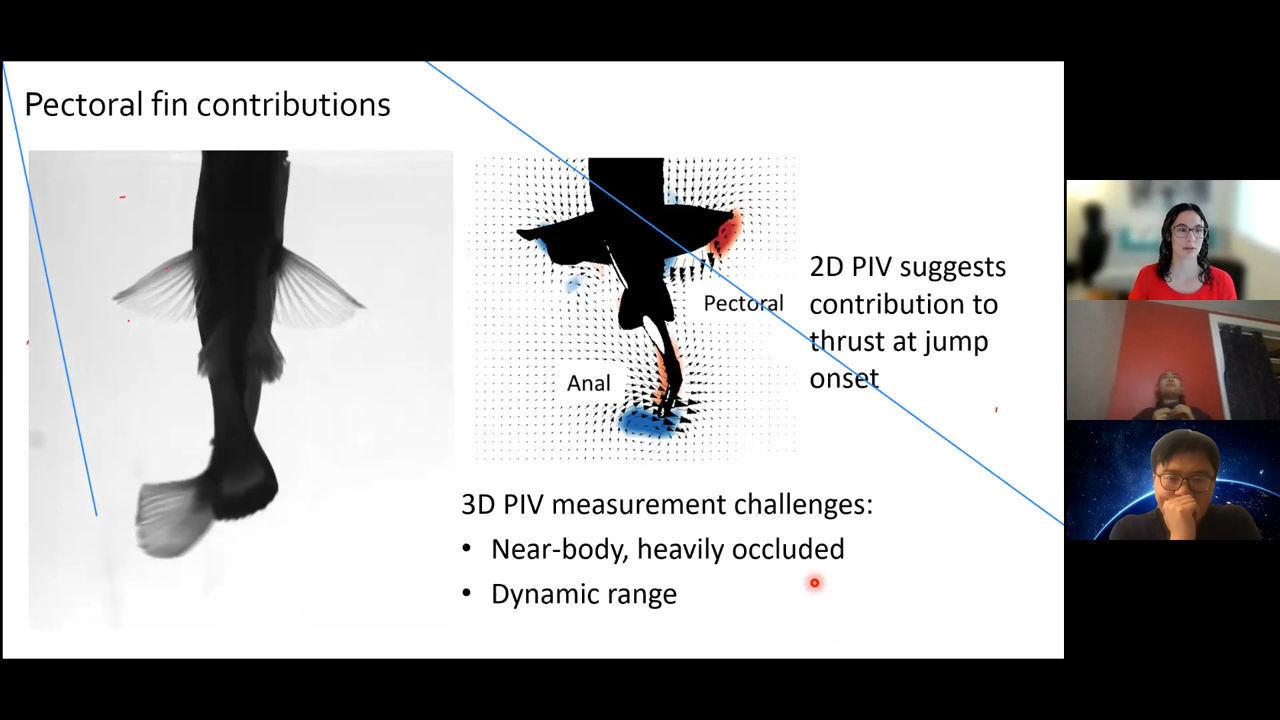 Pectoral fin contributions
Pectoral
Anal
2D PIV suggests
contribution to
thrust at jump
onset
3D PIV measurement challenges:
• Near-body, heavily occluded
• Dynamic range